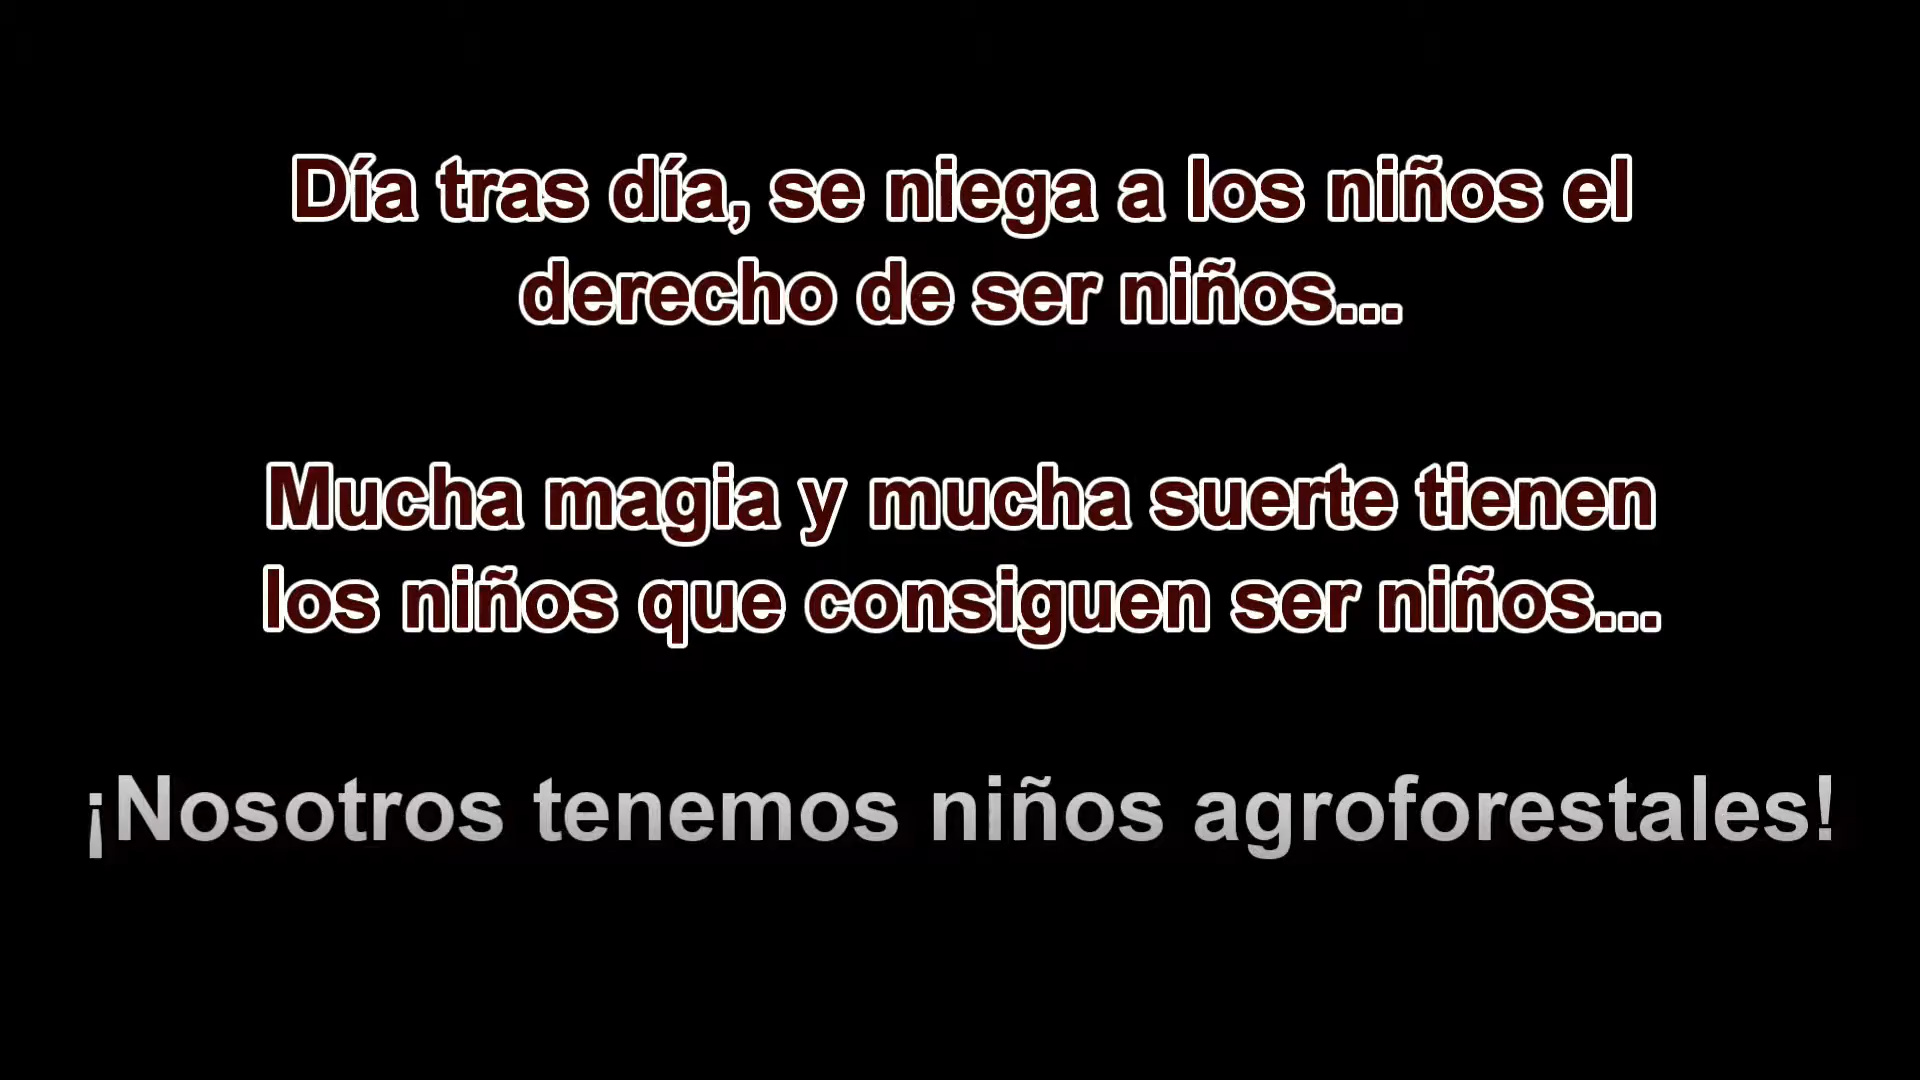 Día tras día, se niega a los niños el
derecho de ser niños...
Mucha magia y mucha suerte tienen
los niños que consiguen ser niños...
¡Nosotros tenemos niños agroforestales!